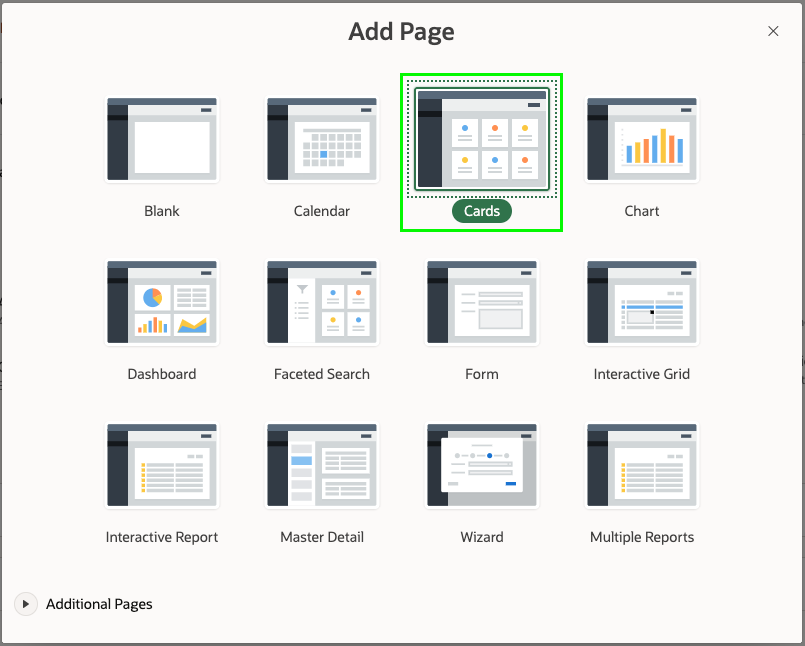 Add Page
Blank
Calendar
Cards
Chart
Dashboard
Faceted Search
Form
Interactive Grid
Interactive Report
Master Detail
Wizard
Multiple Reports
Additional Pages